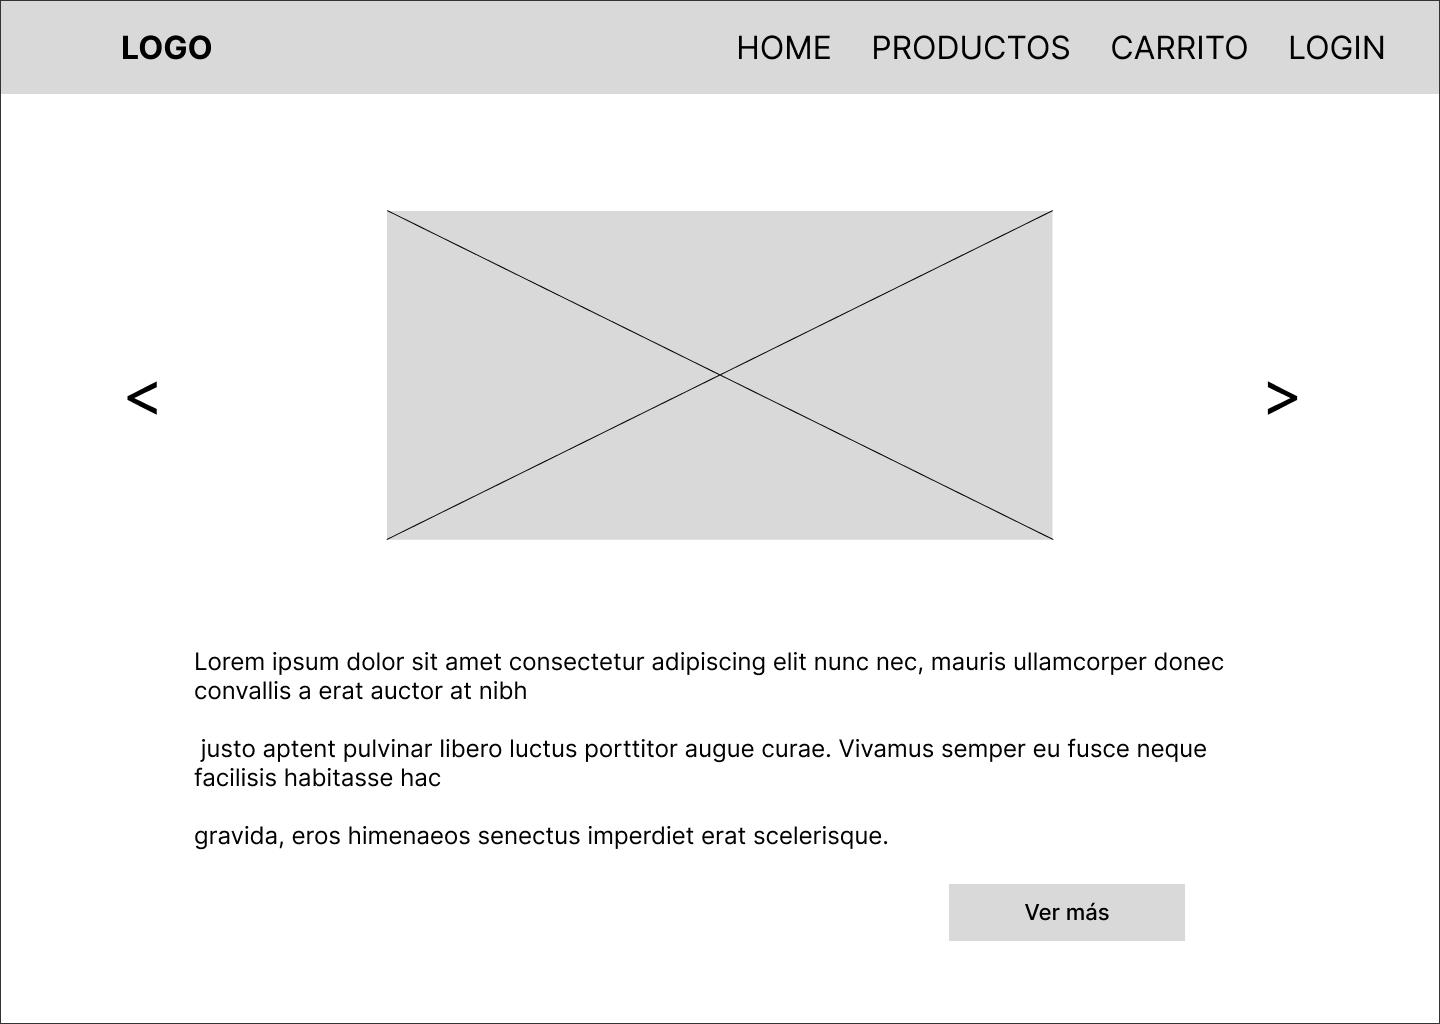 LOGO HOME PRODUCTOS CARRITO LOGIN
< >
Lorem ipsum dolor sit amet consectetur adipiscing elit nunc nec, mauris ullamcorper donec
convallis a erat auctor at nibh
justo aptent pulvinar libero luctus porttitor augue curae. Vivamus semper eu fusce neque
facilisis habitasse hac
gravida, eros himenaeos senectus imperdiet erat scelerisque.
Ver más